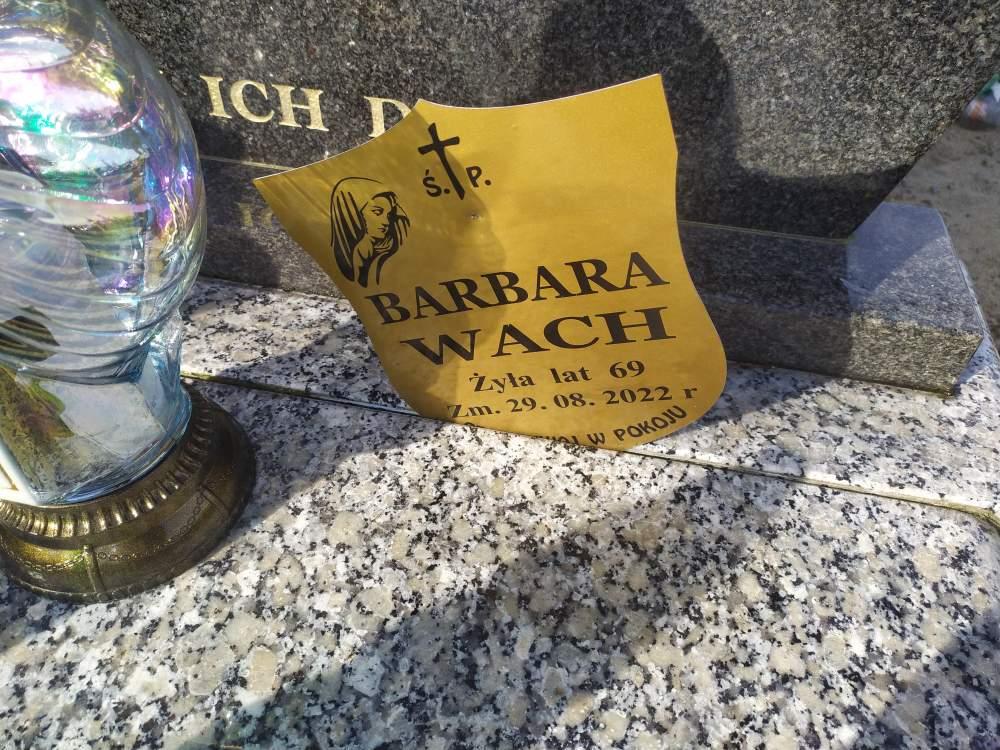 ICH
Ś. P.
BARBARA
WACH
Żyła lat 69
Zm. 29.08.2022 r
W POKOJU